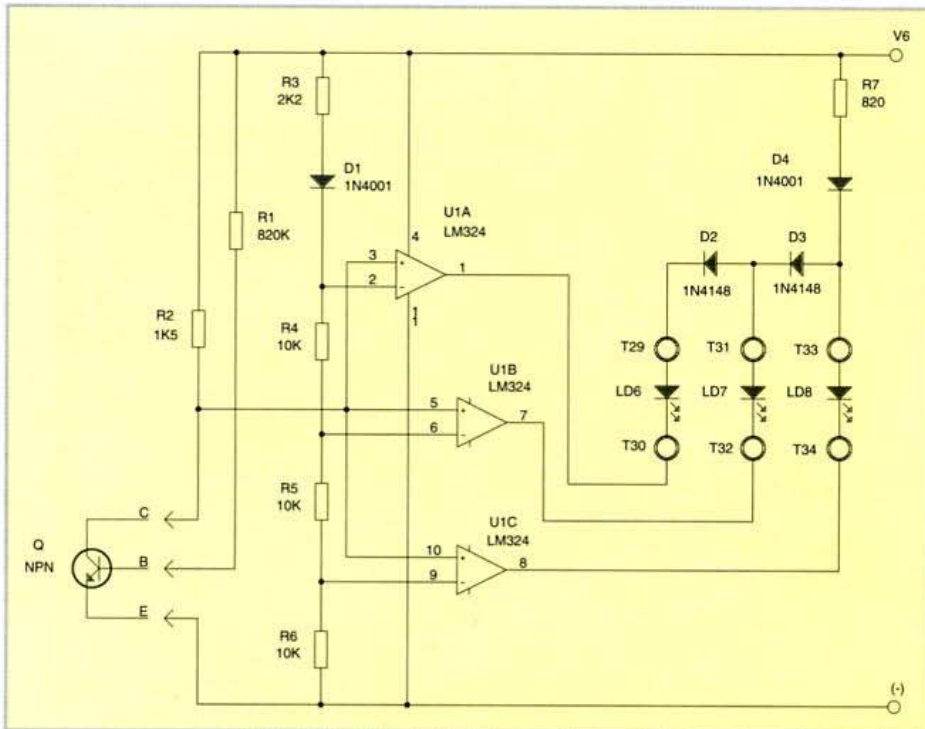 V6
R3
2K2
R7
820
D1
1N4001
D4
1N4001
R1
820K
U1A
LM324
4
3
2
1
1
1
D2
D3
1N4148
1N4148
R2
1K5
R4
10K
T29
T31
T33
U1B
LM324
LD6
LD7
LD8
5
6
7
T30
T32
T34
R5
10K
U1C
LM324
C
Q
NPN
B
10
9
8
E
R6
10K
(-)
+
-
+
-
+
-